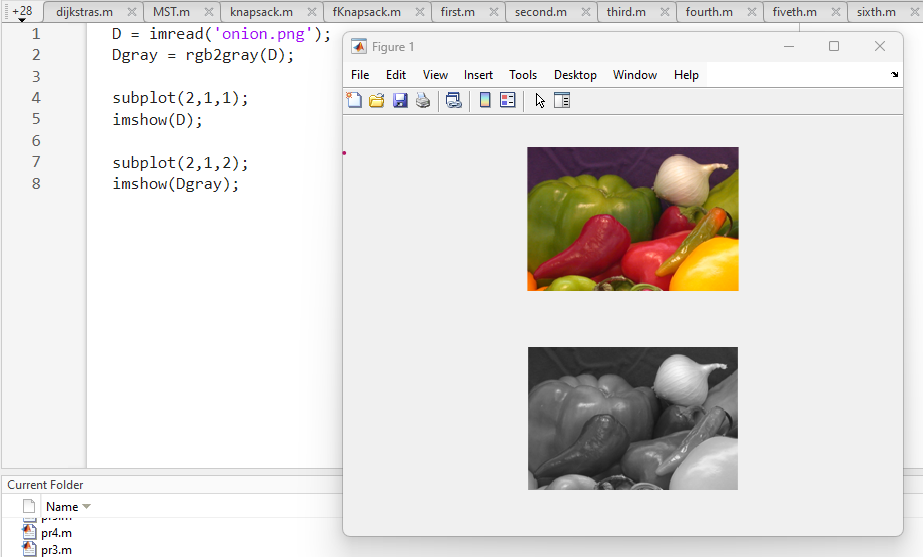 +28 dijkstras.m MST.m knapsack.m fKnapsack.m first.m second.m third.m fourth.m fiveth.m sixth.m
1 D = imread('onion.png');
2 Dgray = rgb2gray(D);
3
4 subplot(2,1,1);
5 imshow(D);
6
7 subplot(2,1,2);
8 imshow(Dgray);
Figure 1
File Edit View Insert Tools Desktop Window Help
Current Folder
Name
pr4.m
pr3.m